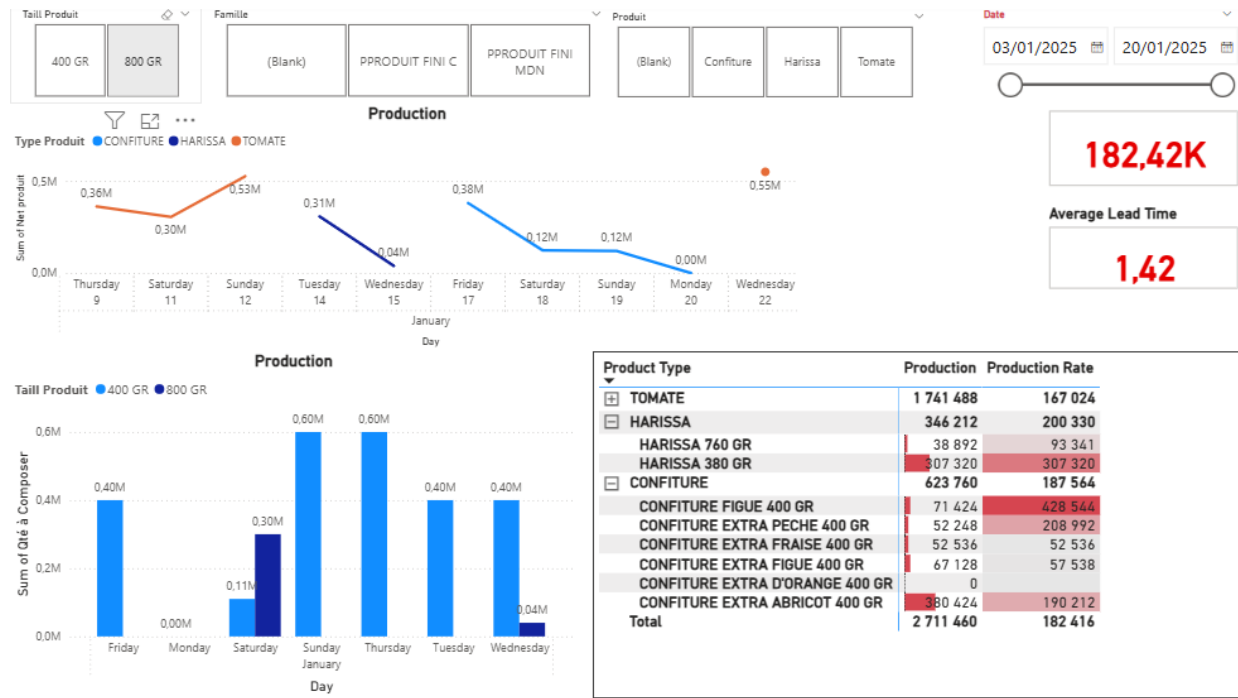 Taill Produit
400 GR
800 GR
Famille
(Blank)
PPRODUIT FINI C
PPRODUIT FINI
MDN
Produit
(Blank)
Confiture
Harissa
Tomate
Date
03/01/2025
20/01/2025
Production
Type Produit CONFITURE HARISSA TOMATE
Sum of Net produit
0,5M
0,0M
0,36M
0,30M
0,53M
0,31M
0,04M
0,38M
0,12M
0,12M
0,00M
0,55M
Thursday Saturday Sunday Tuesday Wednesday Friday Saturday Sunday Monday Wednesday
9 11 12 14 15 17 18 19 20 22
January
Day
182,42K
Average Lead Time
1,42
Production
Taill Produit 400 GR 800 GR
Sum of Qté à Composer
0,6M
0,4M
0,2M
0,0M
0,40M
0,00M
0,11M
0,30M
0,60M
0,60M
0,40M
0,40M
0,04M
Friday Monday Saturday Sunday Thursday Tuesday Wednesday
January
Day
Product Type Production Production Rate
TOMATE 1 741 488 167 024
HARISSA 346 212 200 330
HARISSA 760 GR 38 892 93 341
HARISSA 380 GR 307 320 307 320
CONFITURE 623 760 187 564
CONFITURE FIGUE 400 GR 71 424 428 544
CONFITURE EXTRA PECHE 400 GR 52 248 208 992
CONFITURE EXTRA FRAISE 400 GR 52 536 52 536
CONFITURE EXTRA FIGUE 400 GR 67 128 57 538
CONFITURE EXTRA D'ORANGE 400 GR 0
CONFITURE EXTRA ABRICOT 400 GR 380 424 190 212
Total 2 711 460 182 416